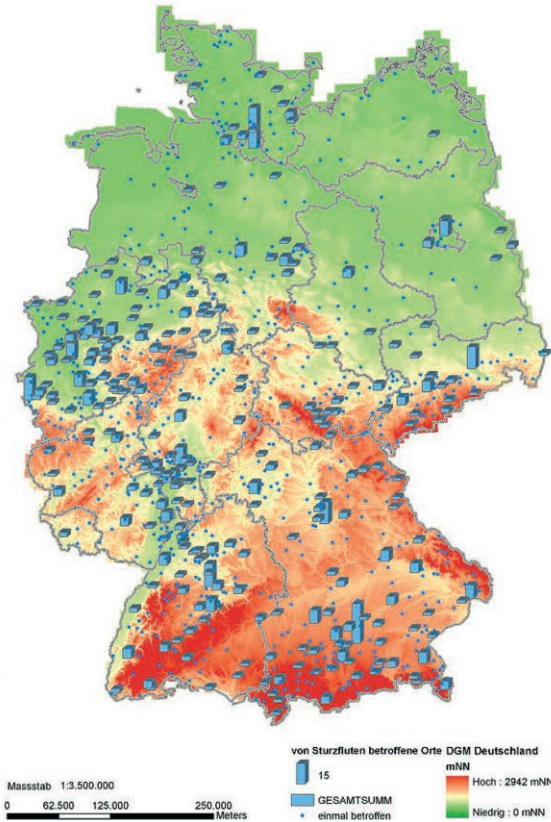 von Sturzfluten betroffene Orte
15
GESAMTSUMM
einmal betroffen
DGM Deutschland
mNN
Hoch : 2942 mNN
Niedrig : 0 mNN
Massstab 1:3.500.000
0 62.500 125.000 250.000
Meters